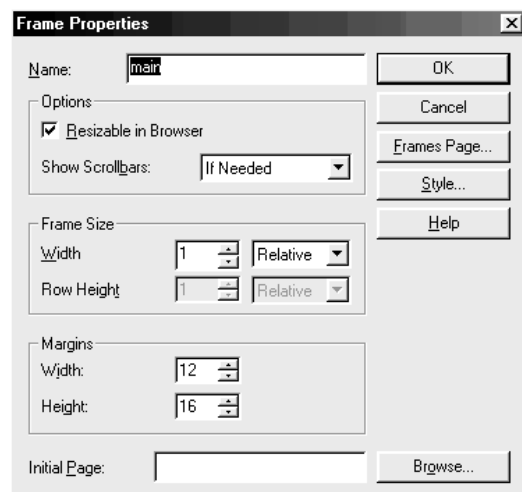 Frame Properties
Name: main OK
Options Cancel
Resizable in Browser
Frames Page...
Show Scrollbars: If Needed
Style...
Frame Size Help
Width 1 Relative
Row Height 1 Relative
Margins
Width: 12
Height: 16
Initial Page: Browse...